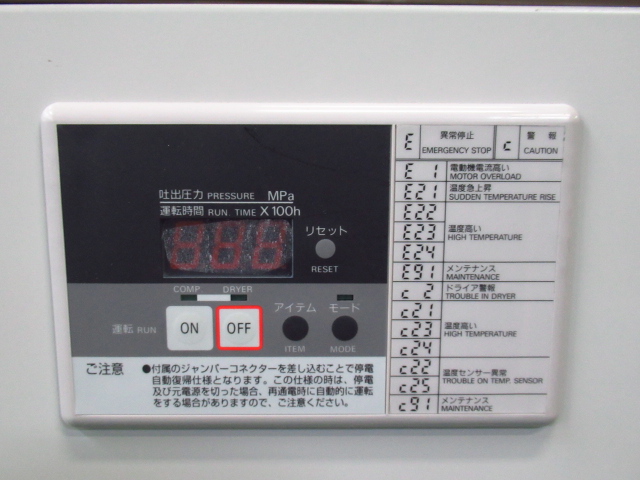 吐出圧力 PRESSURE MPa
運転時間 RUN TIME X100h
リセット
RESET
COMP DRYER
運転 RUN ON OFF
アイテム
ITEM
モード
MODE
ご注意
●付属のジャンパーコネクターを差し込むことで停電
自動復帰仕様となります。この仕様の時は、停電
及び元電源を切った場合、再通電時に自動的に運転
をする場合がありますので、ご注意ください。
E 異常停止 EMERGENCY STOP c 警報 CAUTION
E 1 電動機電流高い MOTOR OVERLOAD
E21 温度急上昇 SUDDEN TEMPERATURE RISE
E22
E23 温度高い HIGH TEMPERATURE
E24
E91 メンテナンス MAINTENANCE
c 2 ドライア警報 TROUBLE IN DRYER
c21
c23 温度高い HIGH TEMPERATURE
c24
c22 温度センサー異常 TROUBLE ON TEMP. SENSOR
c25
c91 メンテナンス MAINTENANCE